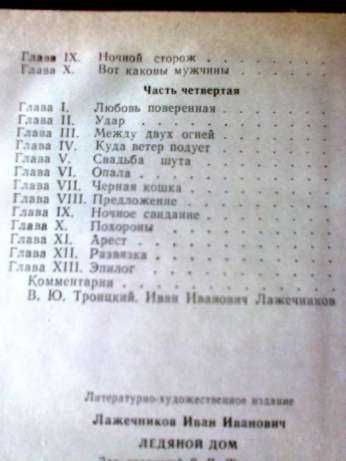 Глава IX. Ночной сторож . . . . . . . .
Глава X. Вот каковы мужчины . . . . . .
Часть четвертая
Глава I. Любовь поверенная . . . . . . .
Глава II. Удар . . . . . . . . . . . .
Глава III. Между двух огней . . . . . . .
Глава IV. Куда ветер подует . . . . . . .
Глава V. Свадьба шута . . . . . . . .
Глава VI. Опала . . . . . . . . . . .
Глава VII. Черная кошка . . . . . . . .
Глава VIII. Предложение . . . . . . . . .
Глава IX. Ночное свидание . . . . . . .
Глава X. Похороны . . . . . . . . . .
Глава XI. Арест . . . . . . . . . . .
Глава XII. Развязка . . . . . . . . . .
Глава XIII. Эпилог . . . . . . . . . . .
Комментарии . . . . . . . . . . . .
В. Ю. Троицкий. Иван Иванович Лажечников
Литературно-художественное издание
Лажечников Иван Иванович
ЛЕДЯНОЙ ДОМ